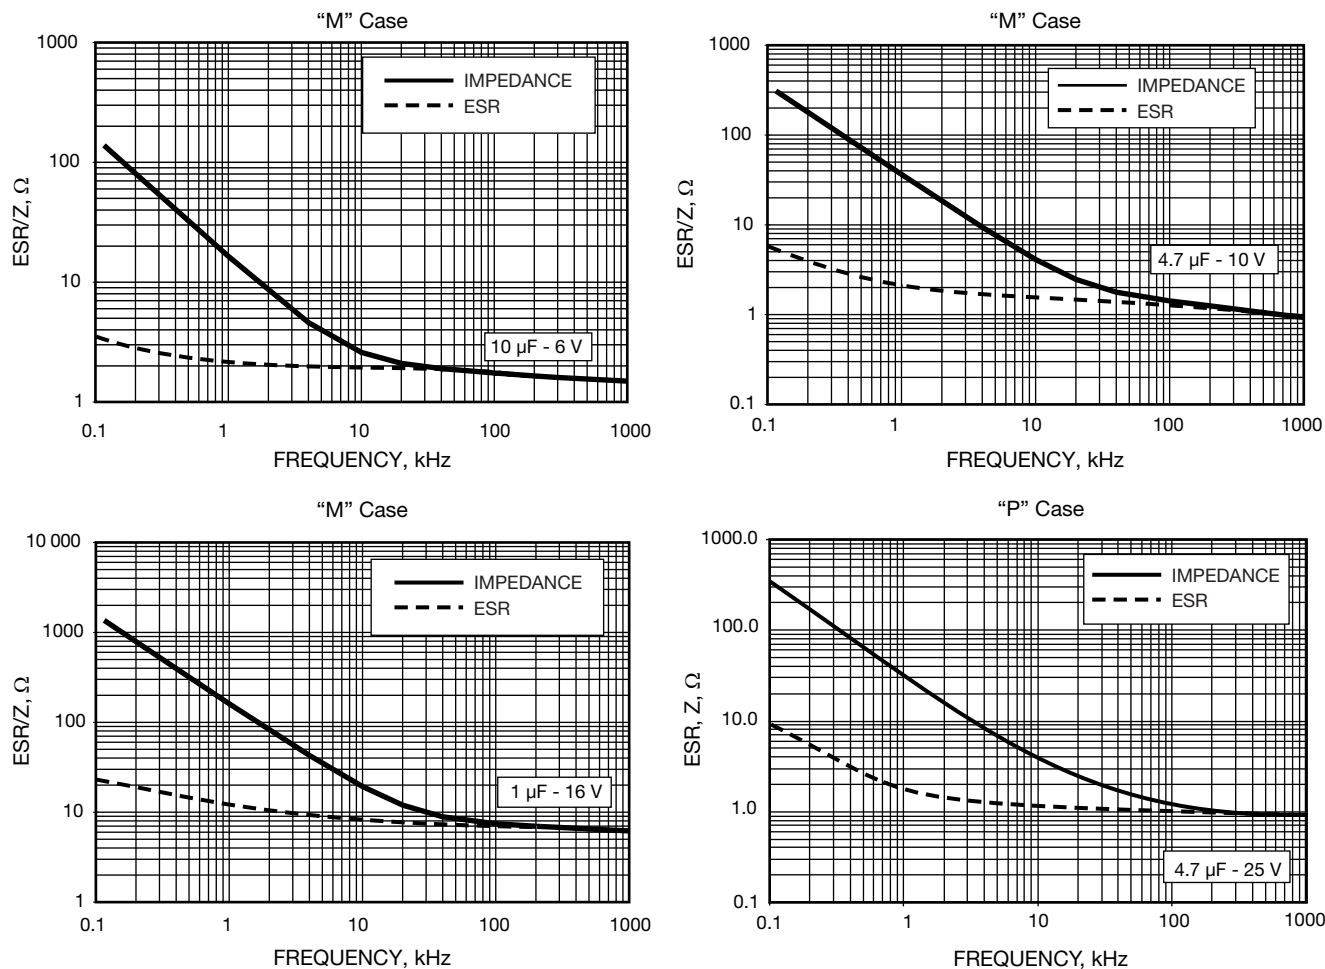 “M” Case
1000
100
10
1
ESR/Z, Ω
IMPEDANCE
ESR
10 µF - 6 V
0.1 1 10 100 1000
FREQUENCY, kHz
“M” Case
1000
100
10
1
0.1
ESR/Z, Ω
IMPEDANCE
ESR
4.7 µF - 10 V
0.1 1 10 100 1000
FREQUENCY, kHz
“M” Case
10 000
1000
100
10
1
ESR/Z, Ω
IMPEDANCE
ESR
1 µF - 16 V
0.1 1 10 100 1000
FREQUENCY, kHz
“P” Case
1000.0
100.0
10.0
1.0
0.1
ESR, Z, Ω
IMPEDANCE
ESR
4.7 µF - 25 V
0.1 1 10 100 1000
FREQUENCY, kHz